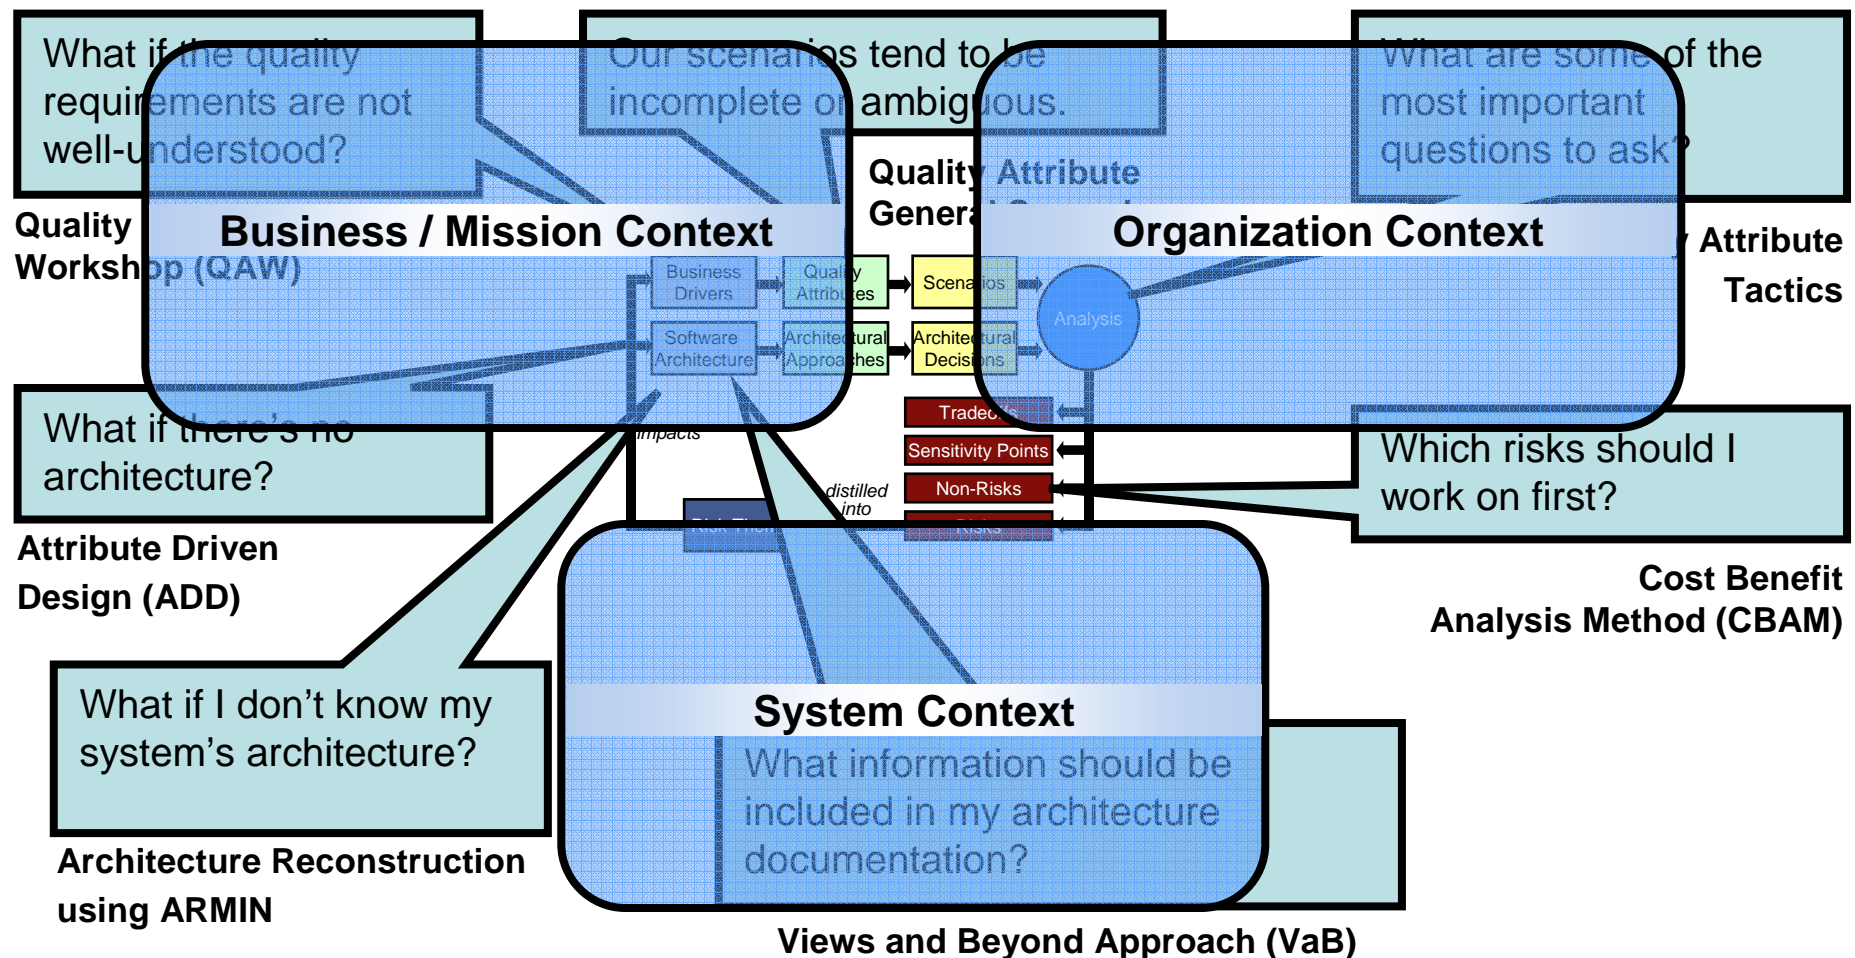 What if the quality
requirements are not
well-understood?
Our scenarios tend to be
incomplete or ambiguous.
What are some of the
most important
questions to ask?
Quality Attribute
General
Quality
Workshop (QAW)
Business / Mission Context
Organization Context
Attribute
Tactics
Business
Drivers
Quality
Attributes
Scenarios
Analysis
Software
Architecture
Architectural
Approaches
Architectural
Decisions
Tradeoffs
impacts
Sensitivity Points
Non-Risks
distilled
into
Risks
Risk
What if there's no
architecture?
Which risks should I
work on first?
Attribute Driven
Design (ADD)
Cost Benefit
Analysis Method (CBAM)
What if I don't know my
system's architecture?
System Context
What information should be
included in my architecture
documentation?
Architecture Reconstruction
using ARMIN
Views and Beyond Approach (VaB)